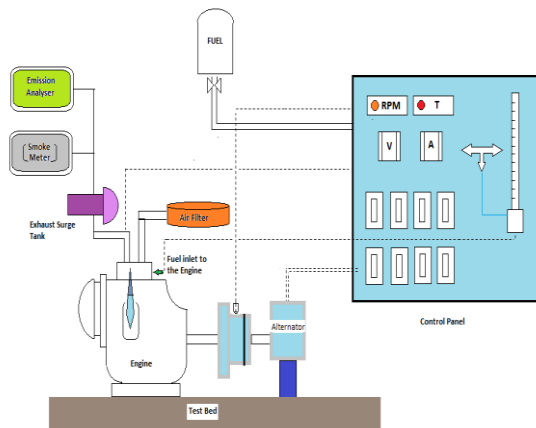 FUEL
Emission
Analyser
RPM
T
Smoke
Meter
V
A
Air Filter
Exhaust Surge
Tank
Fuel inlet to
the Engine
Alternator
Control Panel
Engine
Test Bed